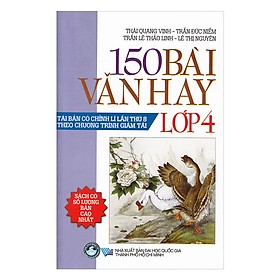 THÁI QUANG VINH - TRẦN ĐỨC NIỀM
TRẦN LÊ THẢO LINH - LÊ THỊ NGUYÊN
150 BÀI
VĂN HAY
TÁI BẢN CÓ CHỈNH LÍ LẦN THỨ 8
THEO CHƯƠNG TRÌNH GIẢM TẢI
LỚP 4
SÁCH CÓ
SỐ LƯỢNG
BÁN
CAO
NHẤT
NHÀ XUẤT BẢN ĐẠI HỌC QUỐC GIA
THÀNH PHỐ HỒ CHÍ MINH